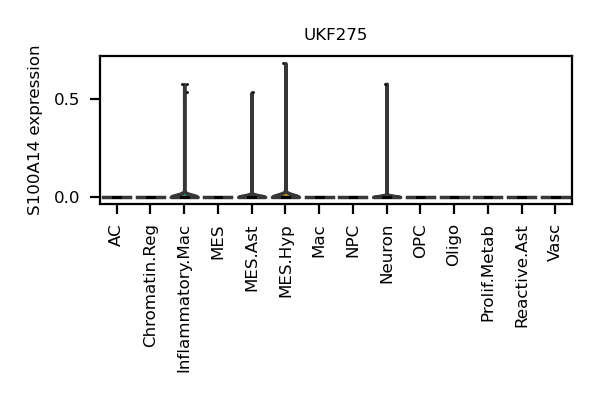 UKF275
S100A14 expression
0.5
0.0
AC
Chromatin.Reg
Inflammatory.Mac
MES
MES.Ast
MES.Hyp
Mac
NPC
Neuron
OPC
Oligo
Prolif.Metab
Reactive.Ast
Vasc